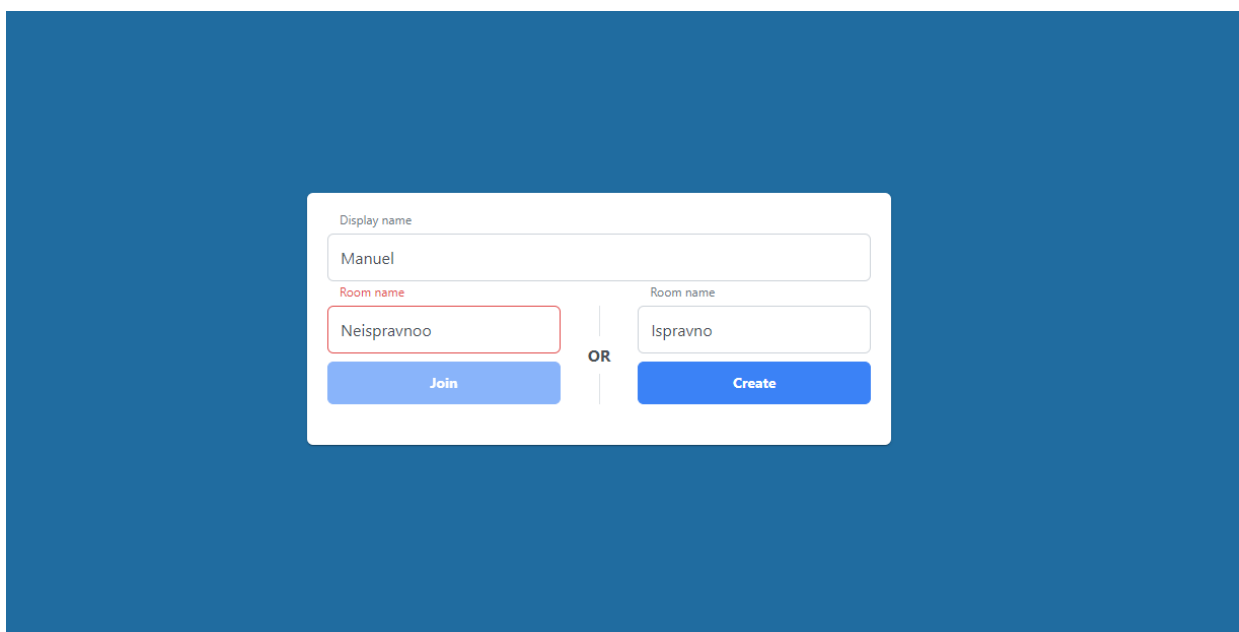 Display name
Manuel
Room name
Neispravnoo
Join
OR
Room name
Ispravno
Create